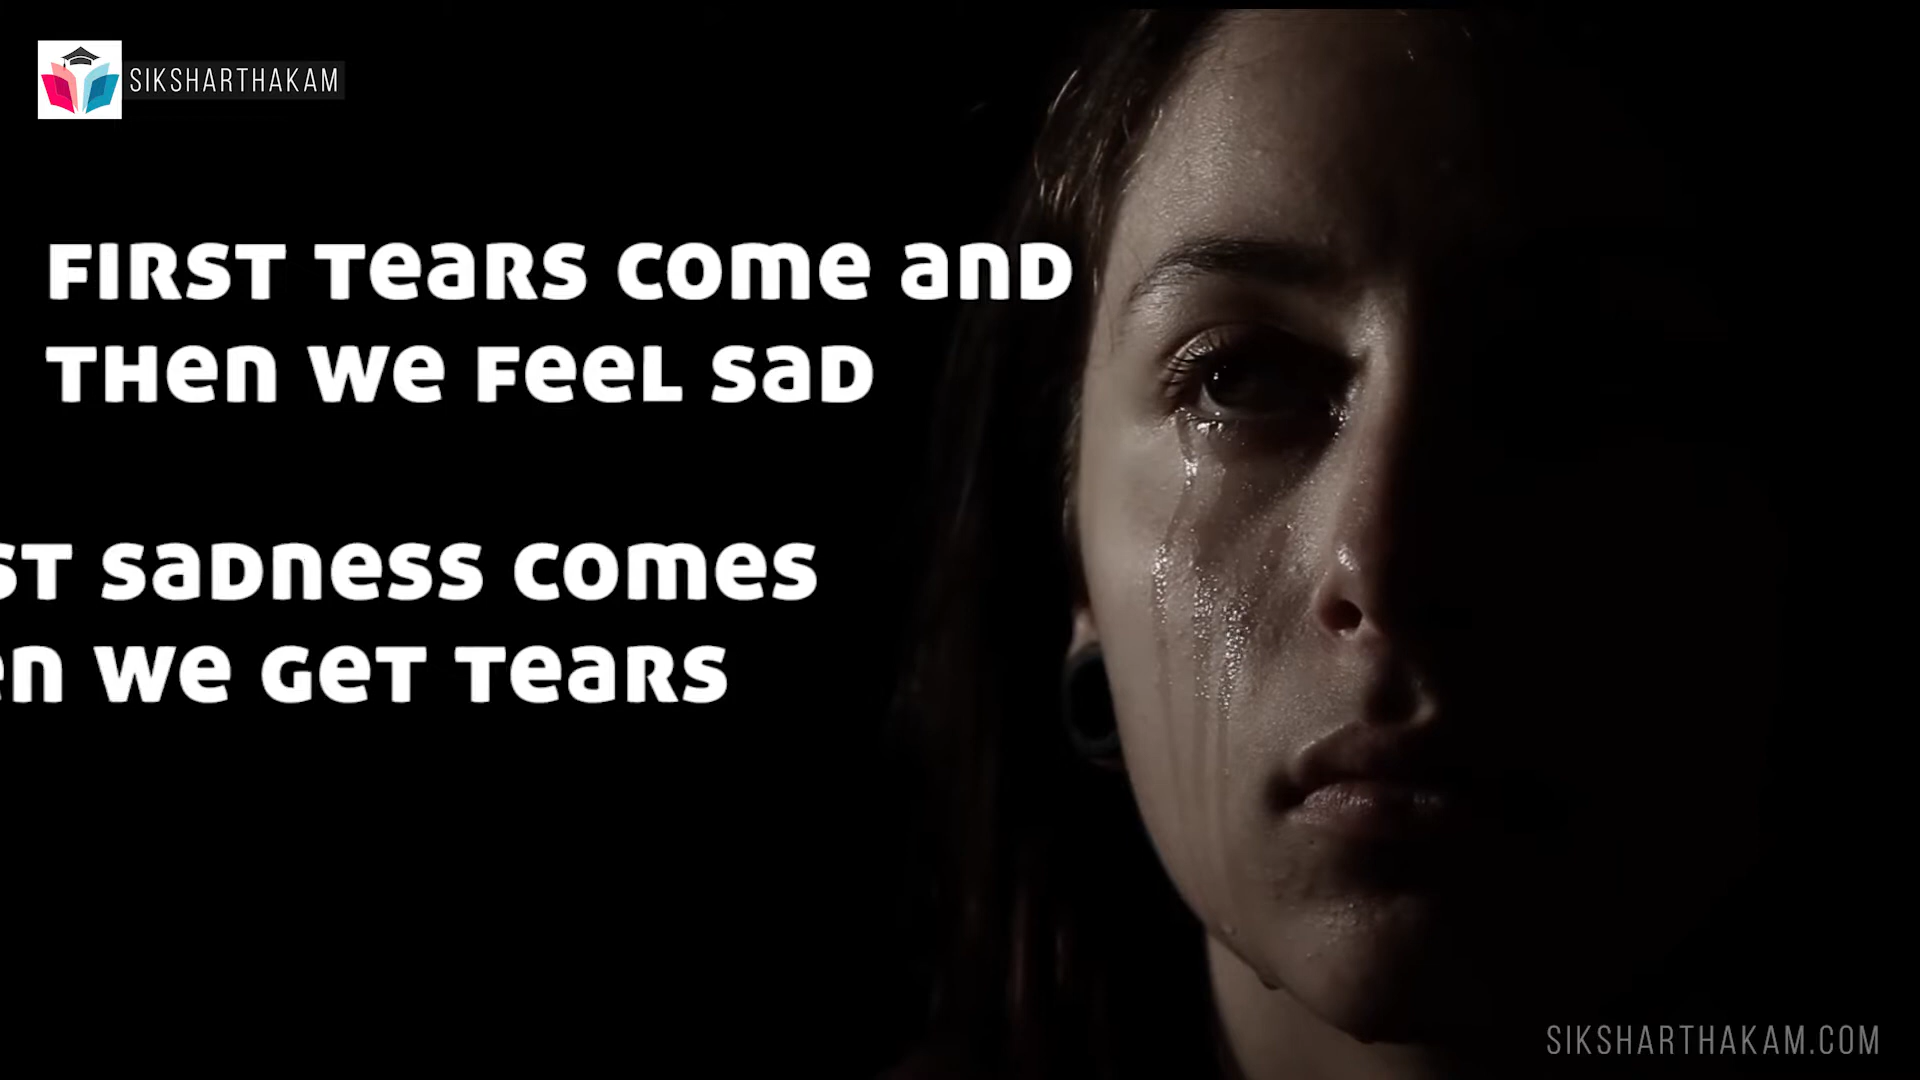 SIKSHARTHAKAM
FIRST TEARS COME AND
THEN WE FEEL SAD
SADNESS COMES
WE GET TEARS
SIKSHARTHAKAM.COM